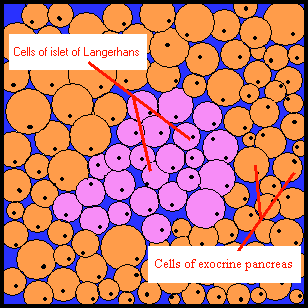 Cells of islet of Langerhans
Cells of exocrine pancreas